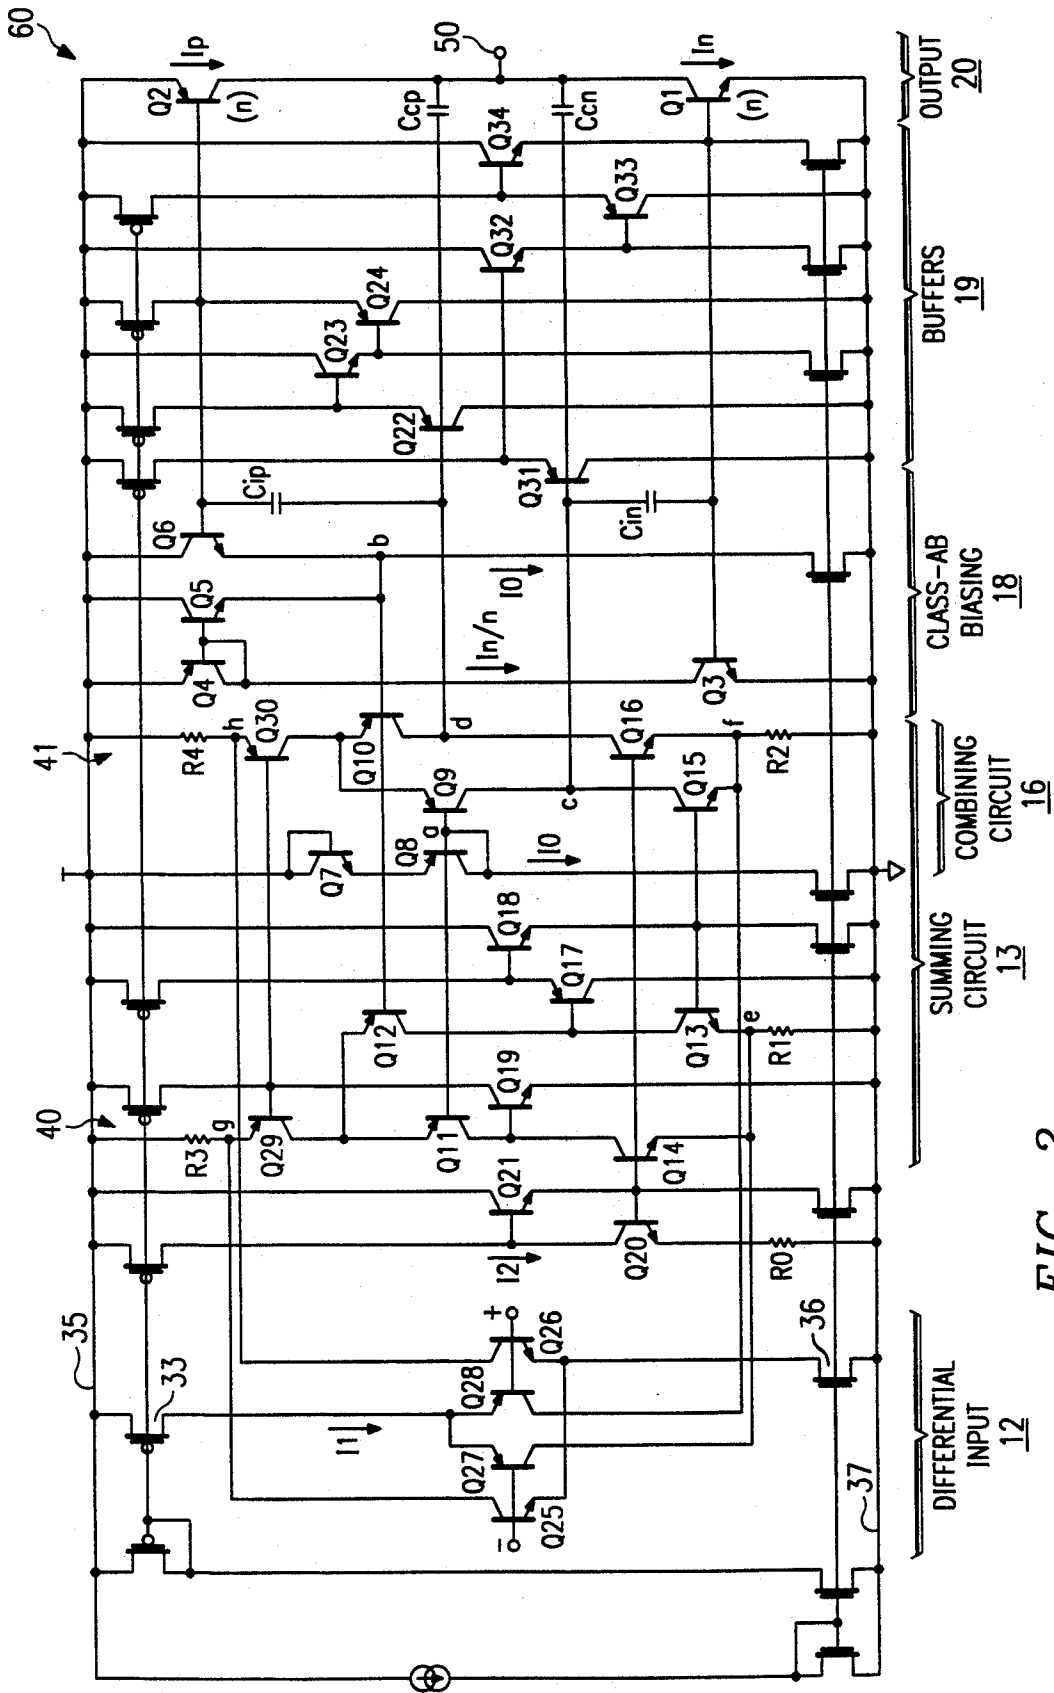 60
35
33
I1
Q27
Q28
Q25
Q26
−
+
36
37
DIFFERENTIAL
INPUT
12
I2
Q20
Q21
R0
40
R3
g
Q29
Q11
Q19
Q14
Q12
Q17
Q18
Q13
e
R1
SUMMING
CIRCUIT
13
41
R4
h
Q30
Q7
Q8
a
Q9
Q10
d
c
I0
Q16
Q15
f
R2
COMBINING
CIRCUIT
16
Q4
Q5
Q6
b
In/n
I0
Q3
CLASS-AB
BIASING
18
Cip
Cin
Q31
Q22
Q23
Q24
Q32
Q33
Q34
BUFFERS
19
Q2
(n)
Ip
Ccp
50
Ccn
Q1
(n)
In
OUTPUT
20